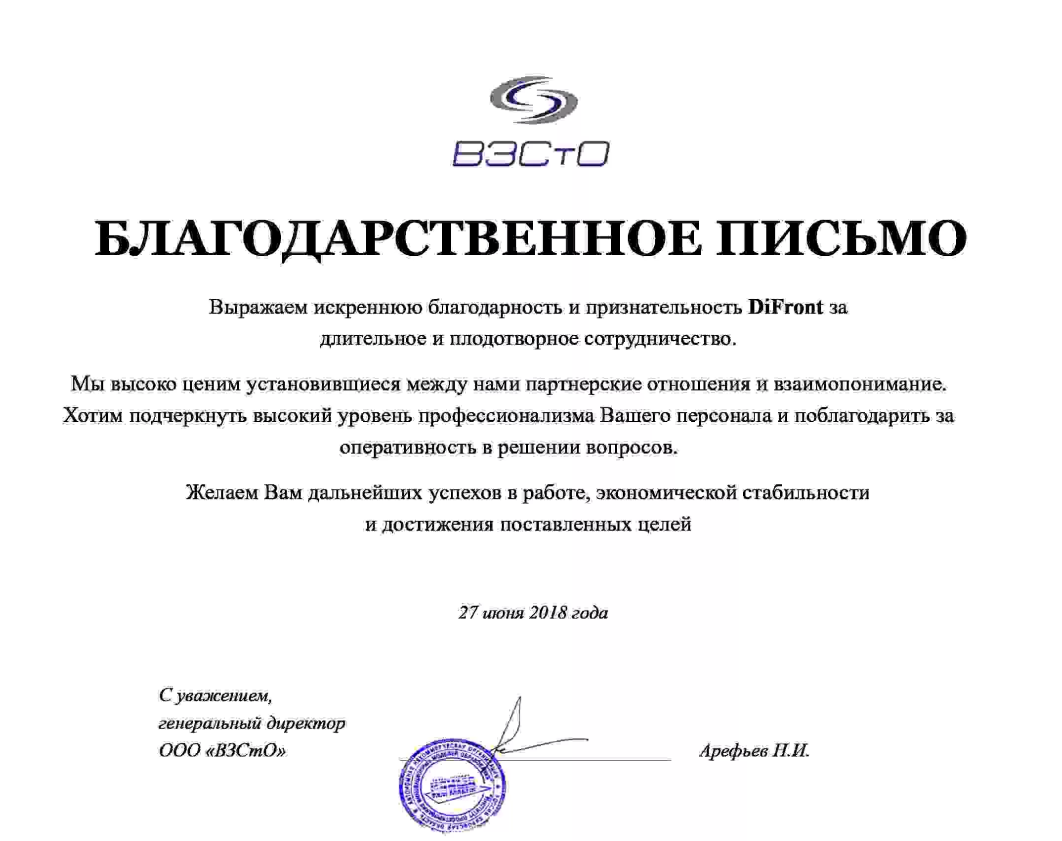 ВЗСтО
БЛАГОДАРСТВЕННОЕ ПИСЬМО
Выражаем искреннюю благодарность и признательность DiFront за
длительное и плодотворное сотрудничество.
Мы высоко ценим установившиеся между нами партнерские отношения и взаимопонимание.
Хотим подчеркнуть высокий уровень профессионализма Вашего персонала и поблагодарить за
оперативность в решении вопросов.
Желаем Вам дальнейших успехов в работе, экономической стабильности
и достижения поставленных целей
27 июня 2018 года
С уважением,
генеральный директор
ООО «ВЗСтО»
Арефьев Н.И.